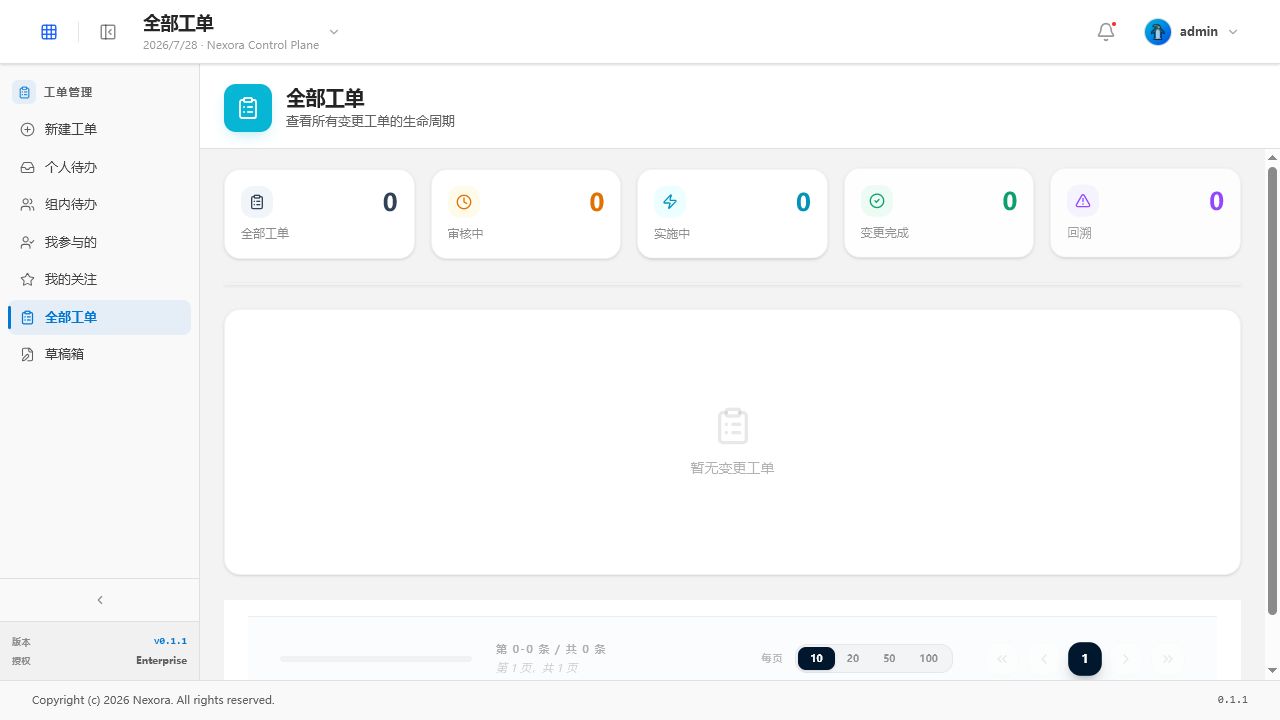 全部工单
2026/7/28 · Nexora Control Plane
admin
工单管理
新建工单
个人待办
组内待办
我参与的
我的关注
全部工单
草稿箱
版本 v0.1.1
授权 Enterprise
全部工单
查看所有变更工单的生命周期
0
全部工单
0
审核中
0
实施中
0
变更完成
0
回溯
暂无变更工单
第 0-0 条 / 共 0 条
第 1 页，共 1 页
每页 10 20 50 100
1
Copyright (c) 2026 Nexora. All rights reserved.
0.1.1